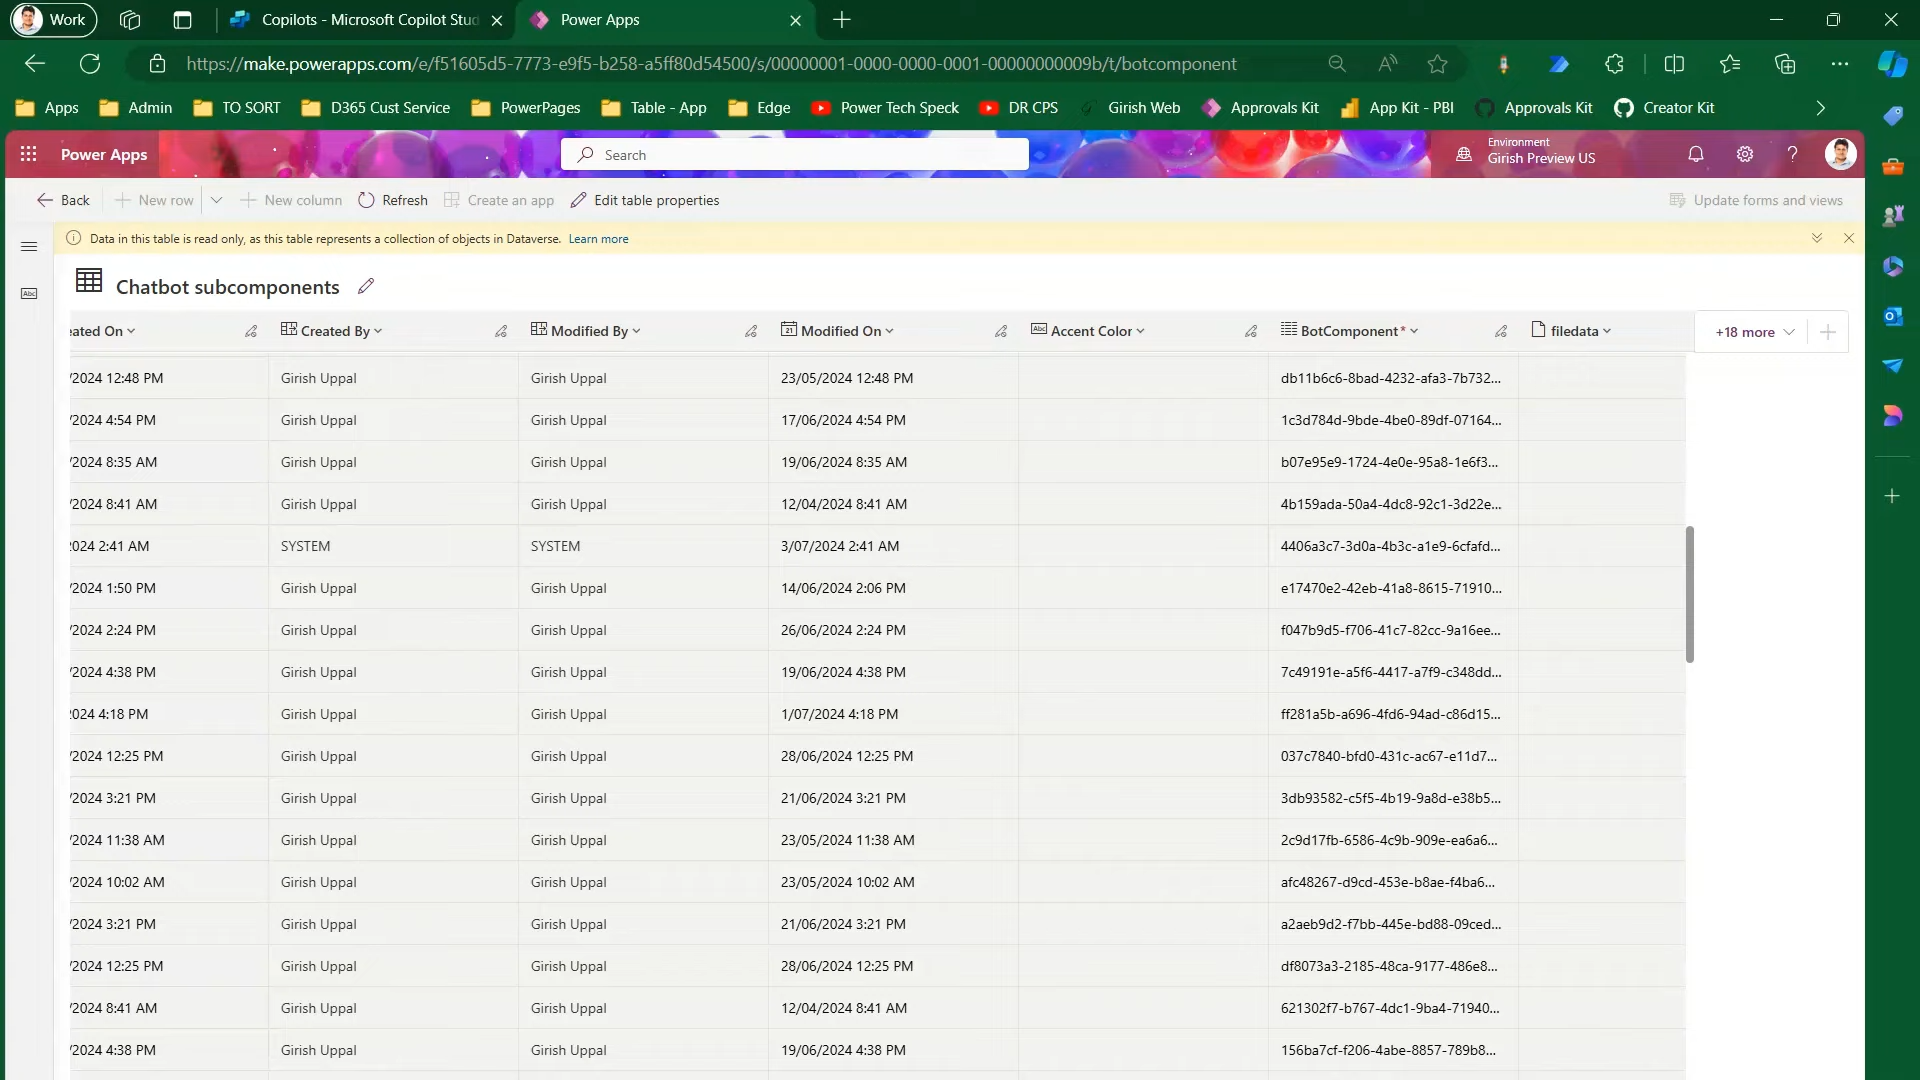 Work
Copilots - Microsoft Copilot Stud
Power Apps
https://make.powerapps.com/e/f51605d5-7773-e9f5-b258-a5ff80d54500/s/00000001-0000-0000-0001-00000000009b/t/botcomponent
Apps Admin TO SORT D365 Cust Service PowerPages Table - App Edge Power Tech Speck DR CPS Girish Web Approvals Kit App Kit - PBI Approvals Kit Creator Kit
Power Apps
Search
Environment
Girish Preview US
Back New row New column Refresh Create an app Edit table properties Update forms and views
Data in this table is read only, as this table represents a collection of objects in Dataverse. Learn more
Chatbot subcomponents
eated On Created By Modified By Modified On Accent Color BotComponent* filedata +18 more
/2024 12:48 PM Girish Uppal Girish Uppal 23/05/2024 12:48 PM db11b6c6-8bad-4232-afa3-7b732...
/2024 4:54 PM Girish Uppal Girish Uppal 17/06/2024 4:54 PM 1c3d784d-9bde-4be0-89df-07164...
/2024 8:35 AM Girish Uppal Girish Uppal 19/06/2024 8:35 AM b07e95e9-1724-4e0e-95a8-1e6f3...
/2024 8:41 AM Girish Uppal Girish Uppal 12/04/2024 8:41 AM 4b159ada-50a4-4dc8-92c1-3d22e...
2024 2:41 AM SYSTEM SYSTEM 3/07/2024 2:41 AM 4406a3c7-3d0a-4b3c-a1e9-6cfafd...
/2024 1:50 PM Girish Uppal Girish Uppal 14/06/2024 2:06 PM e17470e2-42eb-41a8-8615-71910...
/2024 2:24 PM Girish Uppal Girish Uppal 26/06/2024 2:24 PM f047b9d5-f706-41c7-82cc-9a16ee...
/2024 4:38 PM Girish Uppal Girish Uppal 19/06/2024 4:38 PM 7c49191e-a5f6-4417-a7f9-c348dd...
2024 4:18 PM Girish Uppal Girish Uppal 1/07/2024 4:18 PM ff281a5b-a696-4fd6-94ad-c86d15...
/2024 12:25 PM Girish Uppal Girish Uppal 28/06/2024 12:25 PM 037c7840-bfd0-431c-ac67-e11d7...
/2024 3:21 PM Girish Uppal Girish Uppal 21/06/2024 3:21 PM 3db93582-c5f5-4b19-9a8d-e38b5...
/2024 11:38 AM Girish Uppal Girish Uppal 23/05/2024 11:38 AM 2c9d17fb-6586-4c9b-909e-ea6a6...
/2024 10:02 AM Girish Uppal Girish Uppal 23/05/2024 10:02 AM afc48267-d9cd-453e-b8ae-f4ba6...
/2024 3:21 PM Girish Uppal Girish Uppal 21/06/2024 3:21 PM a2aeb9d2-f7bb-445e-bd88-09ced...
/2024 12:25 PM Girish Uppal Girish Uppal 28/06/2024 12:25 PM df8073a3-2185-48ca-9177-486e8...
/2024 8:41 AM Girish Uppal Girish Uppal 12/04/2024 8:41 AM 621302f7-b767-4dc1-9ba4-71940...
/2024 4:38 PM Girish Uppal Girish Uppal 19/06/2024 4:38 PM 156ba7cf-f206-4abe-8857-789b8...